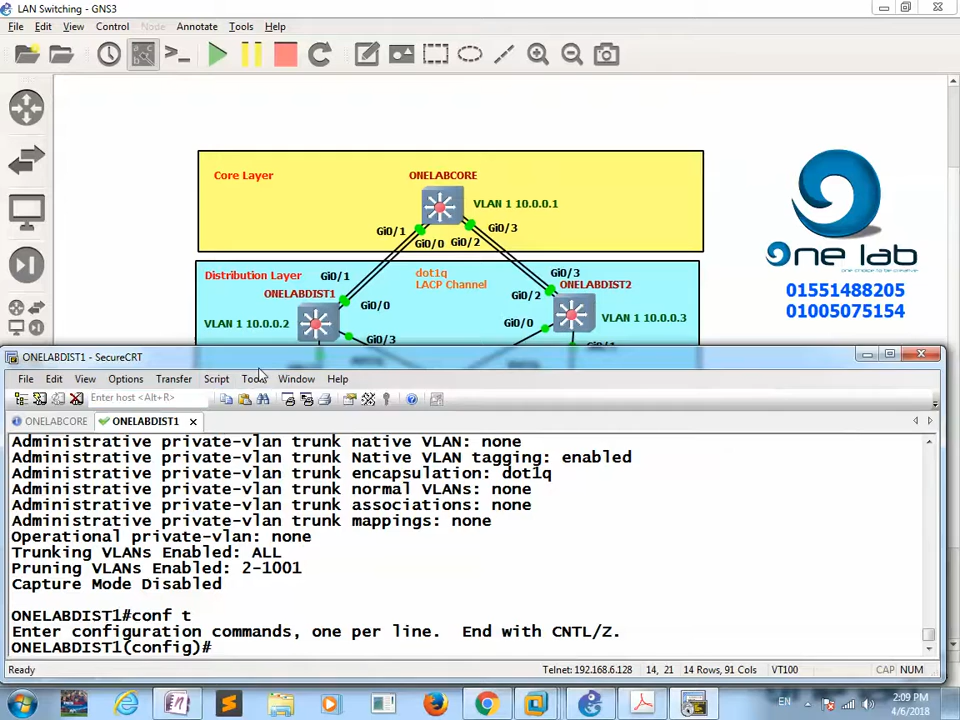 LAN Switching - GNS3
File Edit View Control Node Annotate Tools Help
Core Layer
ONELABCORE
VLAN 1 10.0.0.1
Gi0/1
Gi0/3
Gi0/0 Gi0/2
one lab
one choice to be preserve
01551488205
01005075154
Distribution Layer
Gi0/1
dot1q
LACP Channel
Gi0/3
ONELABDIST1
ONELABDIST2
Gi0/0
Gi0/2
VLAN 1 10.0.0.2
Gi0/0
VLAN 1 10.0.0.3
Gi0/3
Gi0/1
ONELABDIST1 - SecureCRT
File Edit View Options Transfer Script Tools Window Help
Enter host <Alt+R>
ONELABCORE ONELABDIST1
Administrative private-vlan trunk native VLAN: none
Administrative private-vlan trunk Native VLAN tagging: enabled
Administrative private-vlan trunk encapsulation: dot1q
Administrative private-vlan trunk normal VLANs: none
Administrative private-vlan trunk associations: none
Administrative private-vlan trunk mappings: none
Operational private-vlan: none
Trunking VLANs Enabled: ALL
Pruning VLANs Enabled: 2-1001
Capture Mode Disabled
ONELABDIST1#conf t
Enter configuration commands, one per line. End with CNTL/Z.
ONELABDIST1(config)#
Ready
Telnet: 192.168.6.128 14, 21 14 Rows, 91 Cols VT100 CAP NUM
EN
2:09 PM
4/6/2018